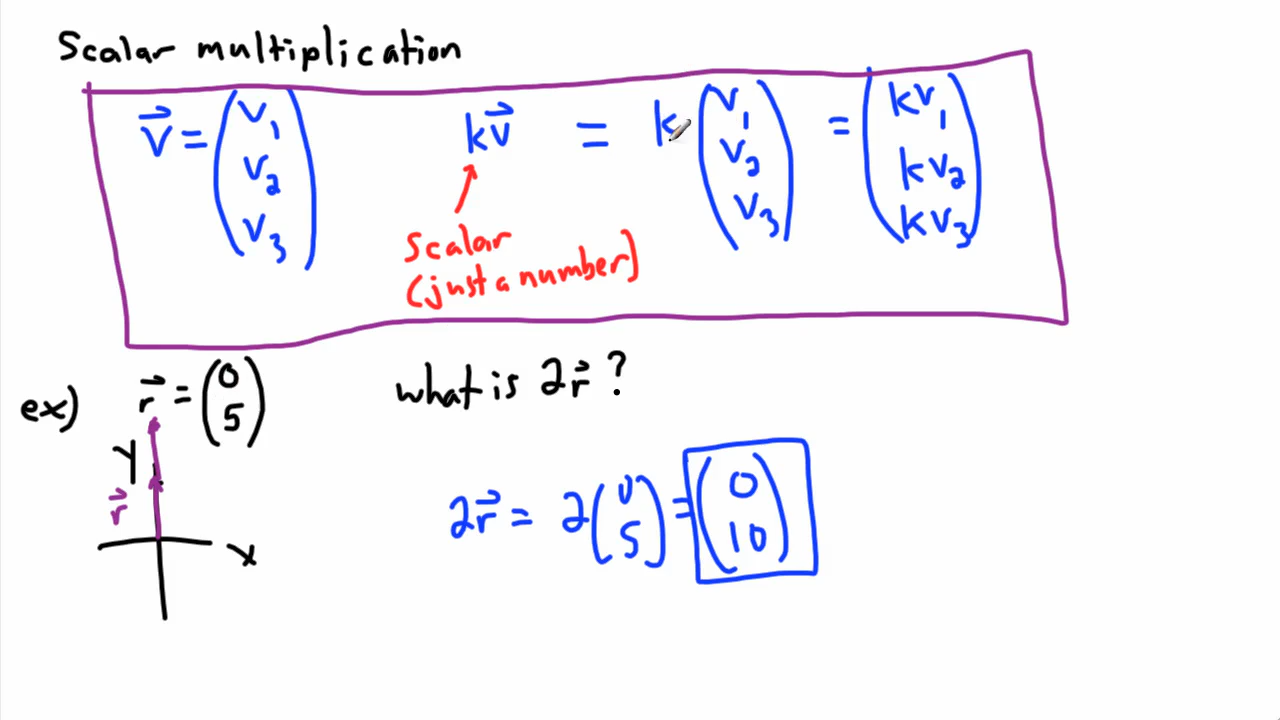 Scalar multiplication
v⃗ = (v₁ v₂ v₃) kv⃗ = k (v₁ v₂ v₃) = (kv₁ kv₂ kv₃)
Scalar
(just a number)
ex) r⃗ = (0 5) what is 2r⃗ ?
y
r⃗
x
2r⃗ = 2 (0 5) = (0 10)